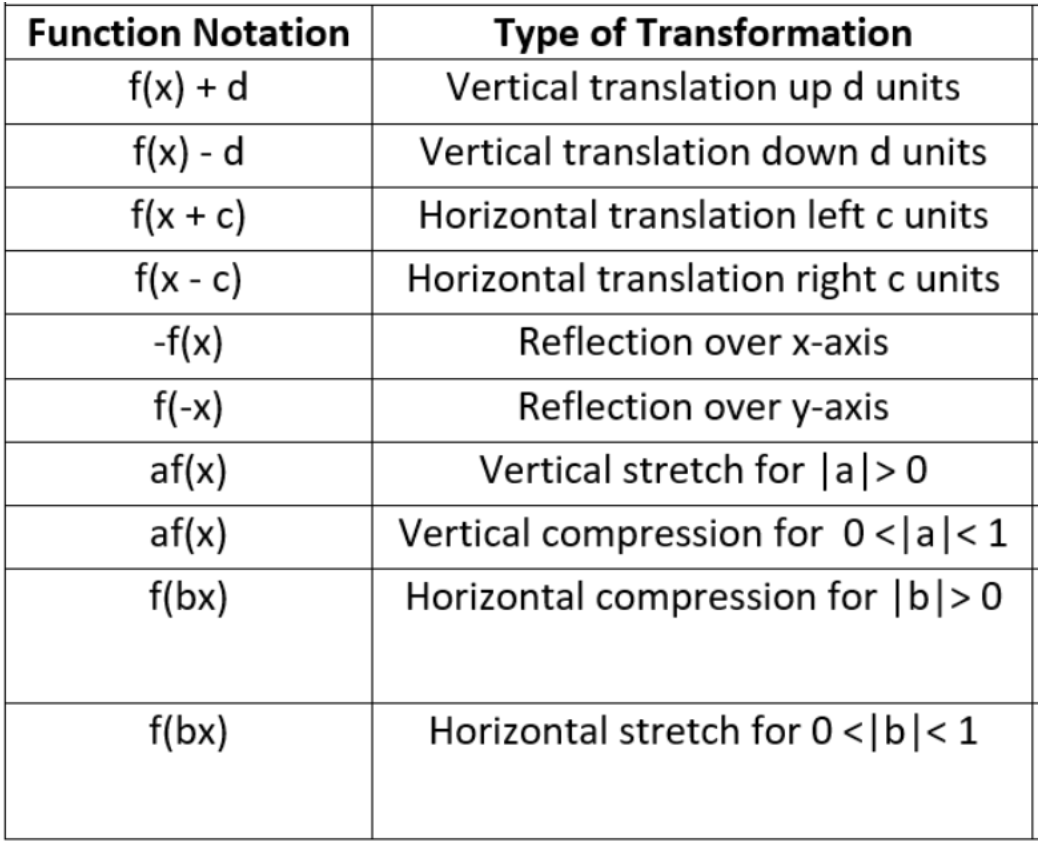 Function Notation Type of Transformation
f(x) + d Vertical translation up d units
f(x) - d Vertical translation down d units
f(x + c) Horizontal translation left c units
f(x - c) Horizontal translation right c units
-f(x) Reflection over x-axis
f(-x) Reflection over y-axis
af(x) Vertical stretch for |a|> 0
af(x) Vertical compression for 0 <|a|< 1
f(bx) Horizontal compression for |b|> 0
f(bx) Horizontal stretch for 0 <|b|< 1